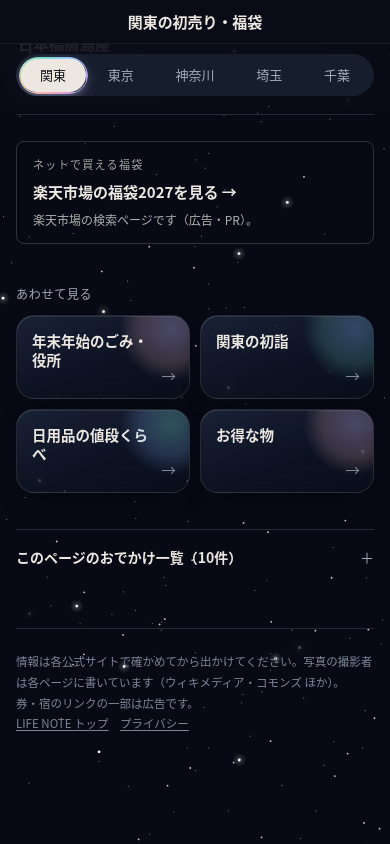 関東の初売り・福袋
日本橋高島屋
関東 東京 神奈川 埼玉 千葉
ネットで買える福袋
楽天市場の福袋2027を見る →
楽天市場の検索ページです（広告・PR）。
あわせて見る
年末年始のごみ・
役所
→
関東の初詣
→
日用品の値段くら
べ
→
お得な物
→
このページのおでかけ一覧（10件）
＋
情報は各公式サイトで確かめてから出かけてください。写真の撮影者
は各ページに書いています（ウィキメディア・コモンズ ほか）。
券・宿のリンクの一部は広告です。
LIFE NOTE トップ プライバシー